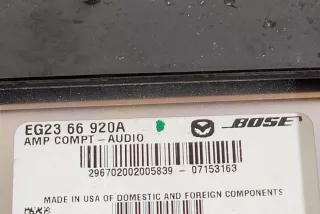 EG23 66 920A
BOSE
AMP COMPT - AUDIO
296702002005839 - 07153163
MADE IN USA OF DOMESTIC AND FOREIGN COMPONENTS